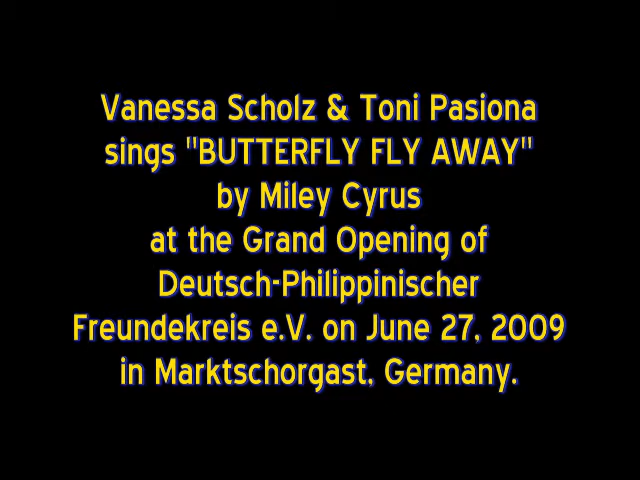 Vanessa Scholz & Toni Pasiona
sings "BUTTERFLY FLY AWAY"
by Miley Cyrus
at the Grand Opening of
Deutsch-Philippinischer
Freundekreis e.V. on June 27, 2009
in Marktschorgast, Germany.